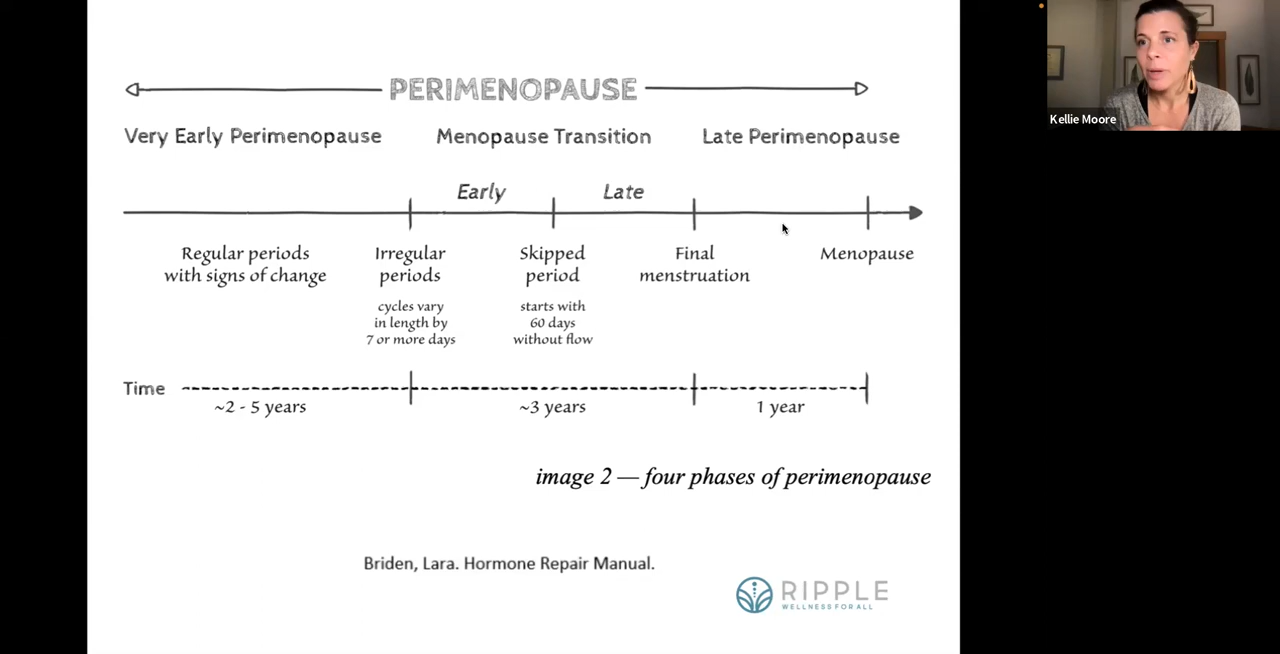 PERIMENOPAUSE
Very Early Perimenopause
Menopause Transition
Late Perimenopause
Early
Late
Regular periods
with signs of change
Irregular
periods
cycles vary
in length by
7 or more days
Skipped
period
starts with
60 days
without flow
Final
menstruation
Menopause
Time
~2 - 5 years
~3 years
1 year
image 2 — four phases of perimenopause
Briden, Lara. Hormone Repair Manual.
RIPPLE
WELLNESS FOR ALL
Kellie Moore